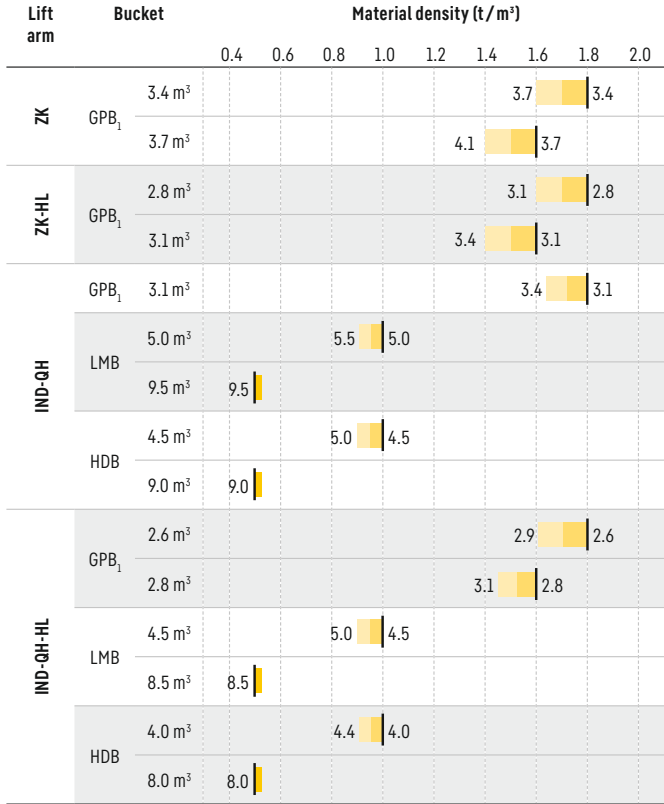 Lift arm Bucket Material density (t/m³)
0.4 0.6 0.8 1.0 1.2 1.4 1.6 1.8 2.0
ZK GPB₁ 3.4 m³ 3.7 3.4
3.7 m³ 4.1 3.7
ZK-HL GPB₁ 2.8 m³ 3.1 2.8
3.1 m³ 3.4 3.1
IND-QH GPB₁ 3.1 m³ 3.4 3.1
LMB 5.0 m³ 5.5 5.0
9.5 m³ 9.5
HDB 4.5 m³ 5.0 4.5
9.0 m³ 9.0
IND-QH-HL GPB₁ 2.6 m³ 2.9 2.6
2.8 m³ 3.1 2.8
LMB 4.5 m³ 5.0 4.5
8.5 m³ 8.5
HDB 4.0 m³ 4.4 4.0
8.0 m³ 8.0